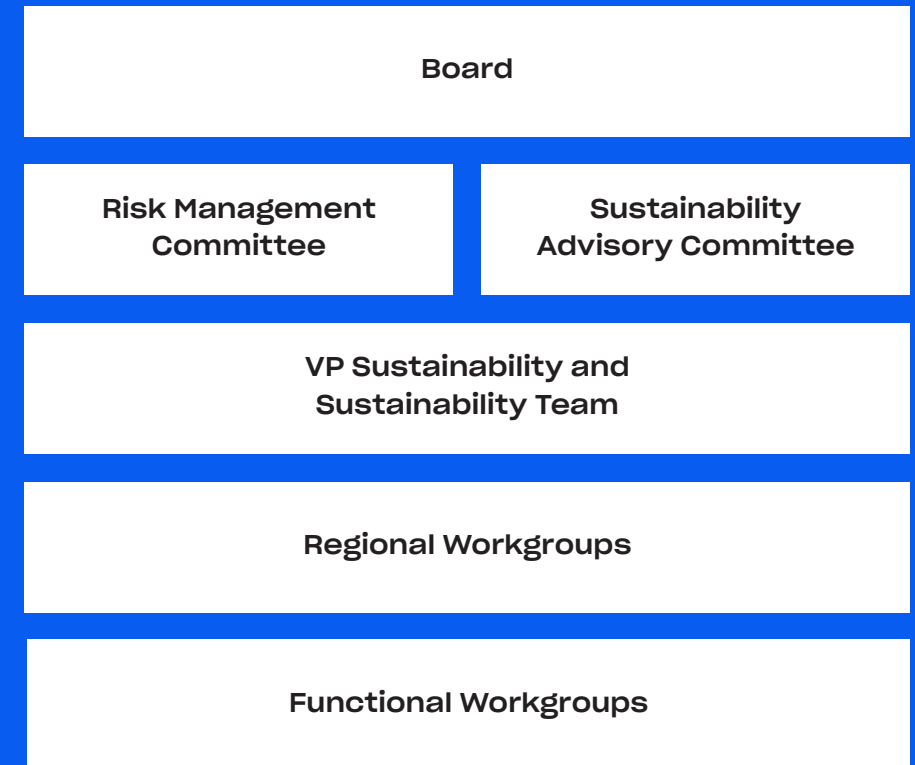 Board
Risk Management
Committee
Sustainability
Advisory Committee
VP Sustainability and
Sustainability Team
Regional Workgroups
Functional Workgroups